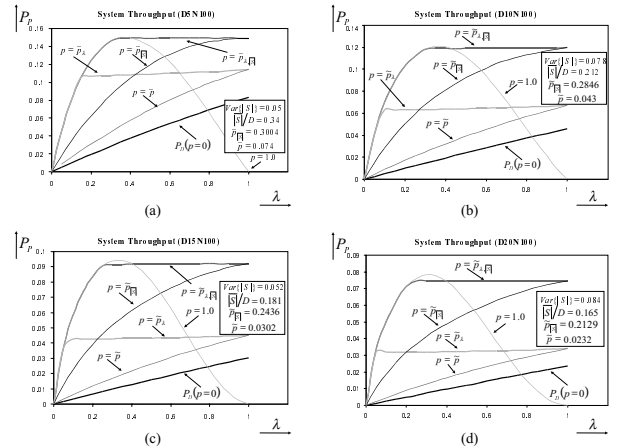 System Throughput (D5N100)
P_p
0.16
0.14
0.12
0.1
0.08
0.06
0.04
0.02
0
0 0.2 0.4 0.6 0.8 1
λ
p = p̃_λ
p = p̃_|S|
p = p̃_λ,|S|
p = p̃
P_D(p=0)
p = 1.0
Var{|S|}=0.05
|S|/D = 0.34
p̃_|S| = 0.3004
p̃ = 0.074
(a)
System Throughput (D10N100)
P_p
0.14
0.12
0.1
0.08
0.06
0.04
0.02
0
0 0.2 0.4 0.6 0.8 1
λ
p = p̃_λ,|S|
p = p̃_λ
p = p̃_|S|
p = 1.0
p = p̃
P_D(p=0)
Var{|S|}=0.078
|S|/D = 0.212
p̃_|S| = 0.2846
p̃ = 0.043
(b)
System Throughput (D15N100)
P_p
0.1
0.09
0.08
0.07
0.06
0.05
0.04
0.03
0.02
0.01
0
0 0.2 0.4 0.6 0.8 1
λ
p = p̃_|S|
p = p̃_λ,|S|
p = 1.0
p = p̃_λ
p = p̃
P_D(p=0)
Var{|S|}=0.052
|S|/D = 0.181
p̃_|S| = 0.2436
p̃ = 0.0302
(c)
System Throughput (D20N100)
P_p
0.09
0.08
0.07
0.06
0.05
0.04
0.03
0.02
0.01
0
0 0.2 0.4 0.6 0.8 1
λ
p = p̃_λ,|S|
p = p̃_|S|
p = 1.0
p = p̃_λ
p = p̃
P_D(p=0)
Var{|S|}=0.084
|S|/D = 0.165
p̃_|S| = 0.2129
p̃ = 0.0232
(d)